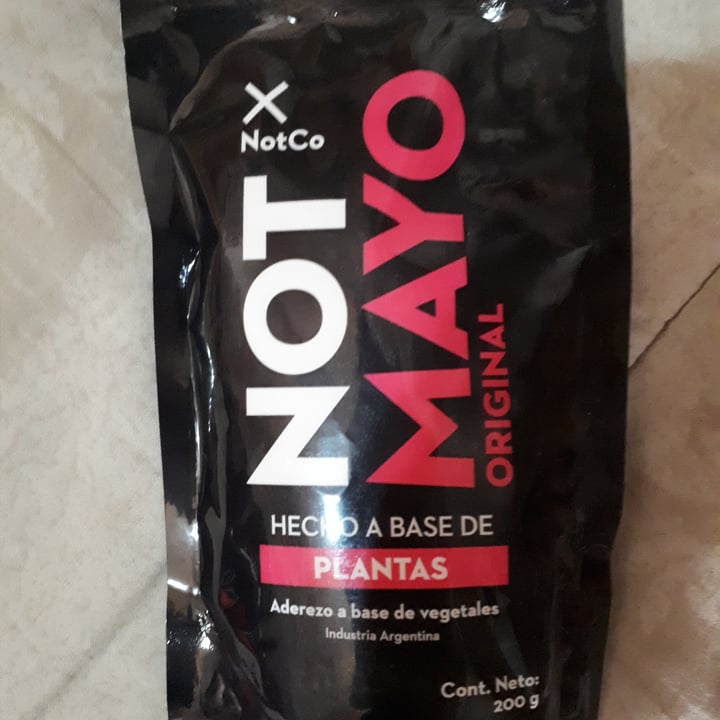 NotCo
NOT
MAYO
ORIGINAL
HECHO A BASE DE
PLANTAS
Aderezo a base de vegetales
Industria Argentina
Cont. Neto:
200 g